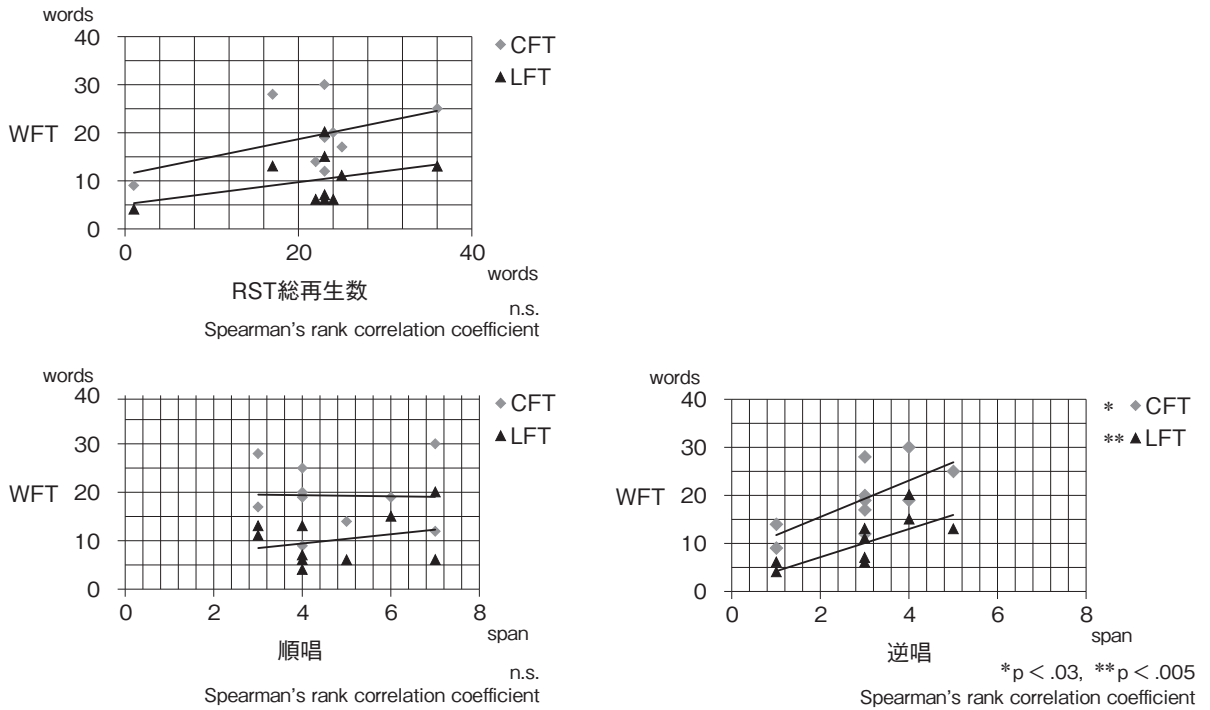 words
40
30
WFT 20
10
0
0 20 40
words
RST総再生数
CFT
LFT
n.s.
Spearman's rank correlation coefficient
words
40
30
WFT 20
10
0
0 2 4 6 8
span
順唱
CFT
LFT
n.s.
Spearman's rank correlation coefficient
words
40
30
WFT 20
10
0
0 2 4 6 8
span
逆唱
* CFT
** LFT
*p < .03, **p < .005
Spearman's rank correlation coefficient